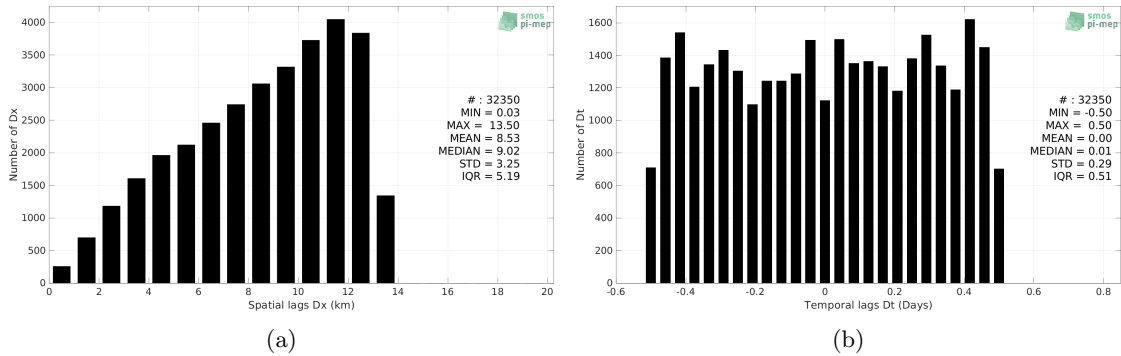 smos
pi-mep
4000
3500
3000
2500
2000
1500
1000
500
0
Number of Dx
# : 32350
MIN = 0.03
MAX = 13.50
MEAN = 8.53
MEDIAN = 9.02
STD = 3.25
IQR = 5.19
0 2 4 6 8 10 12 14 16 18 20
Spatial lags Dx (km)
(a)
smos
pi-mep
1600
1400
1200
1000
800
600
400
200
0
Number of Dt
# : 32350
MIN = -0.50
MAX = 0.50
MEAN = 0.00
MEDIAN = 0.01
STD = 0.29
IQR = 0.51
-0.6 -0.4 -0.2 0 0.2 0.4 0.6 0.8
Temporal lags Dt (Days)
(b)